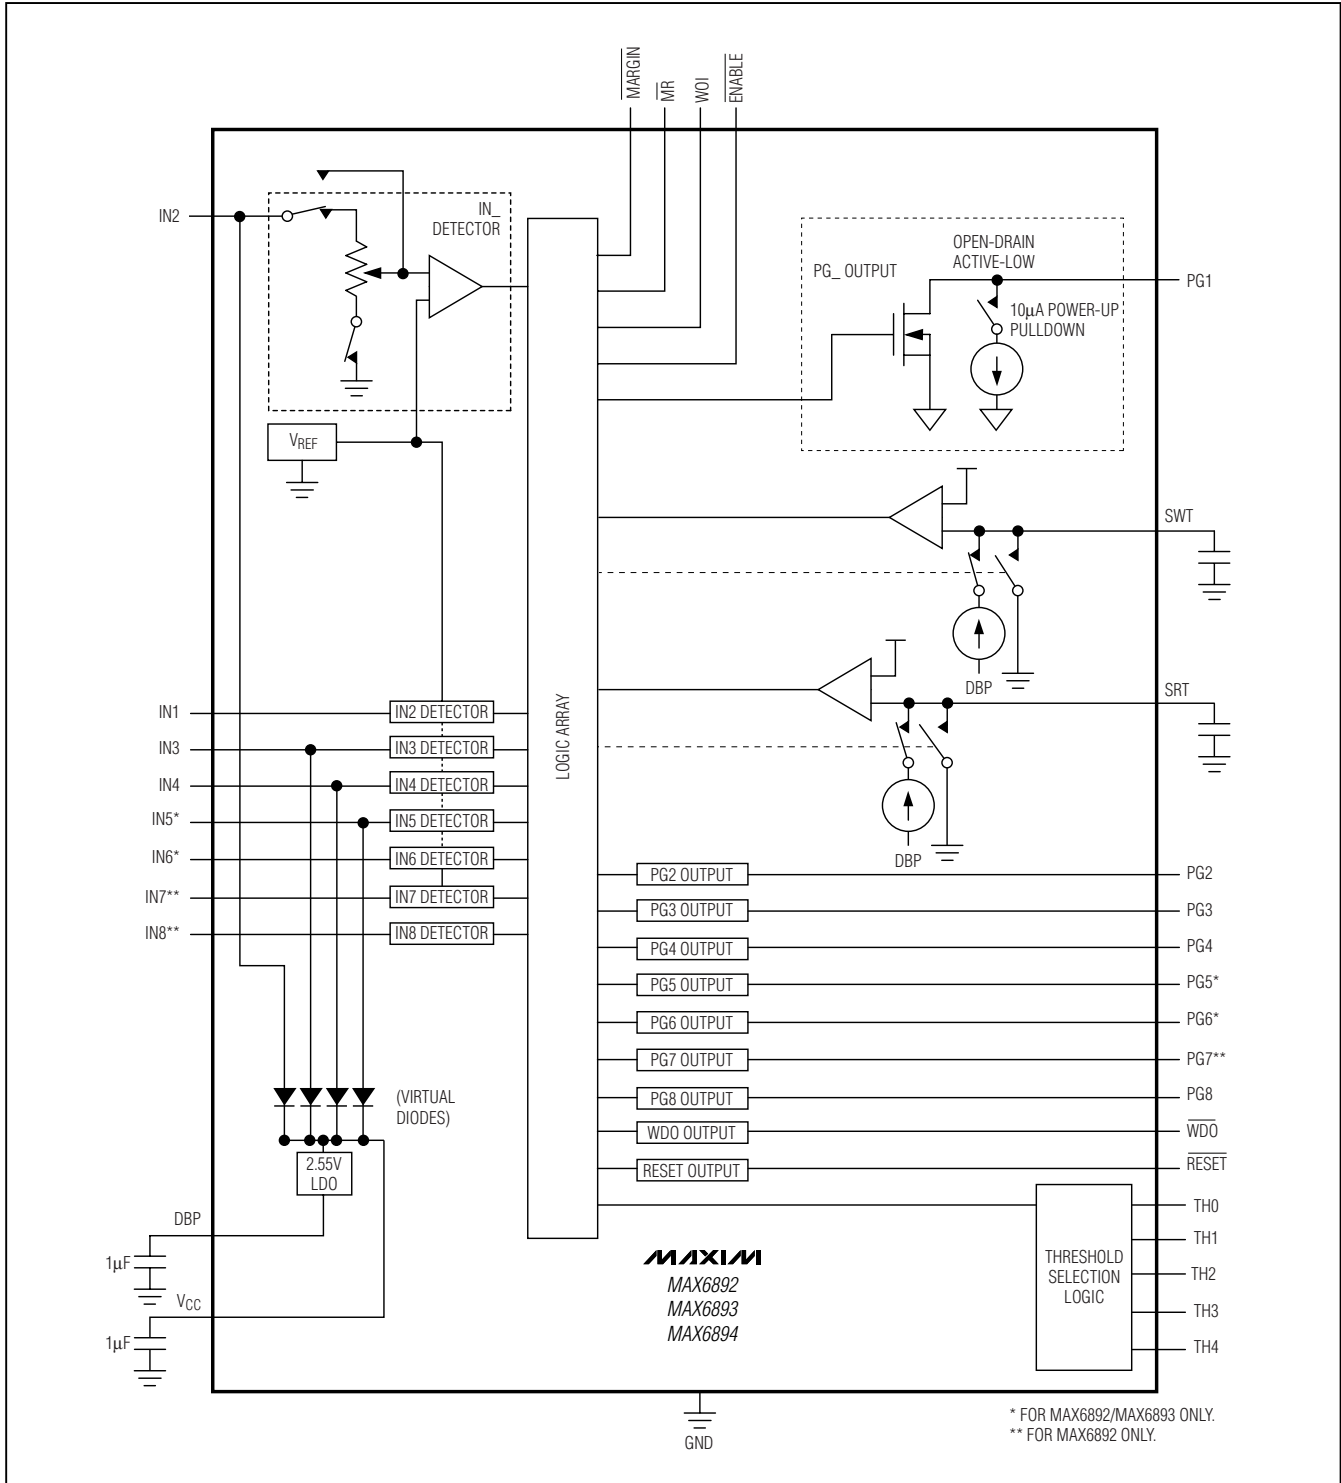 MARGIN
MR
WOI
ENABLE
IN2
IN_
DETECTOR
PG_ OUTPUT
OPEN-DRAIN
ACTIVE-LOW
10µA POWER-UP
PULLDOWN
PG1
VREF
SWT
DBP
SRT
DBP
LOGIC ARRAY
IN1
IN2 DETECTOR
IN3
IN3 DETECTOR
IN4
IN4 DETECTOR
IN5*
IN5 DETECTOR
IN6*
IN6 DETECTOR
IN7**
IN7 DETECTOR
IN8**
IN8 DETECTOR
PG2 OUTPUT
PG2
PG3 OUTPUT
PG3
PG4 OUTPUT
PG4
PG5 OUTPUT
PG5*
PG6 OUTPUT
PG6*
PG7 OUTPUT
PG7**
PG8 OUTPUT
PG8
WDO OUTPUT
WDO
RESET OUTPUT
RESET
(VIRTUAL
DIODES)
2.55V
LDO
DBP
1µF
VCC
1µF
MAXIM
MAX6892
MAX6893
MAX6894
THRESHOLD
SELECTION
LOGIC
TH0
TH1
TH2
TH3
TH4
GND
* FOR MAX6892/MAX6893 ONLY.
** FOR MAX6892 ONLY.